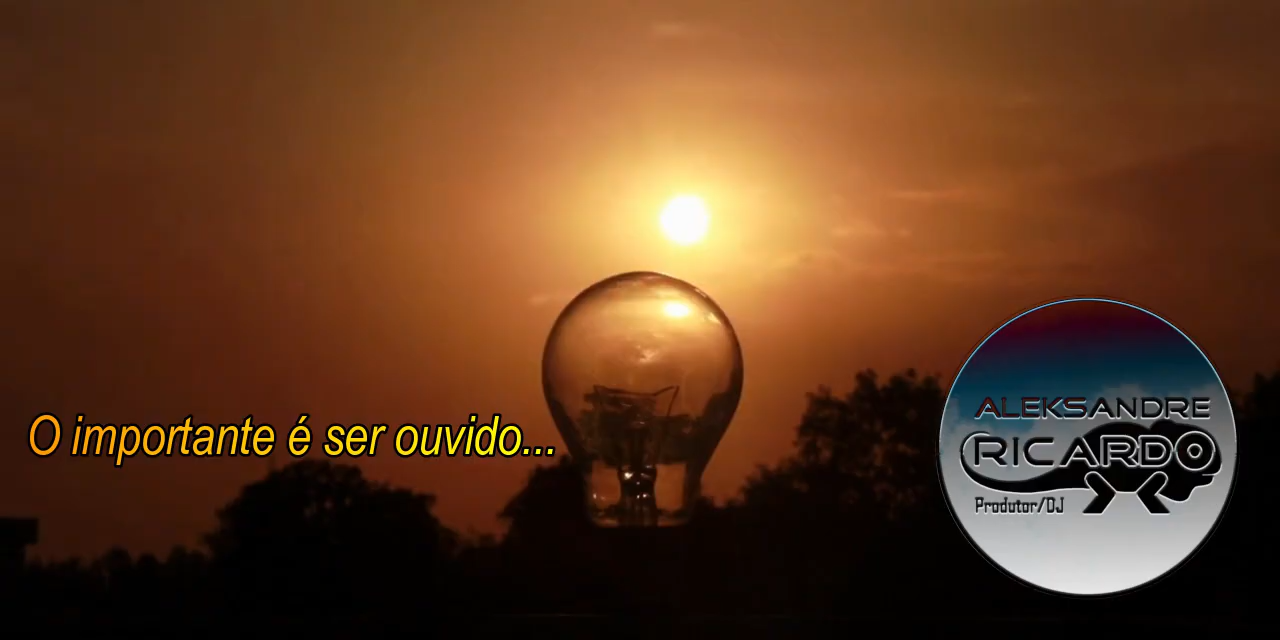 O importante é ser ouvido...
ALEKSANDRE
RICARDO
Produtor/DJ